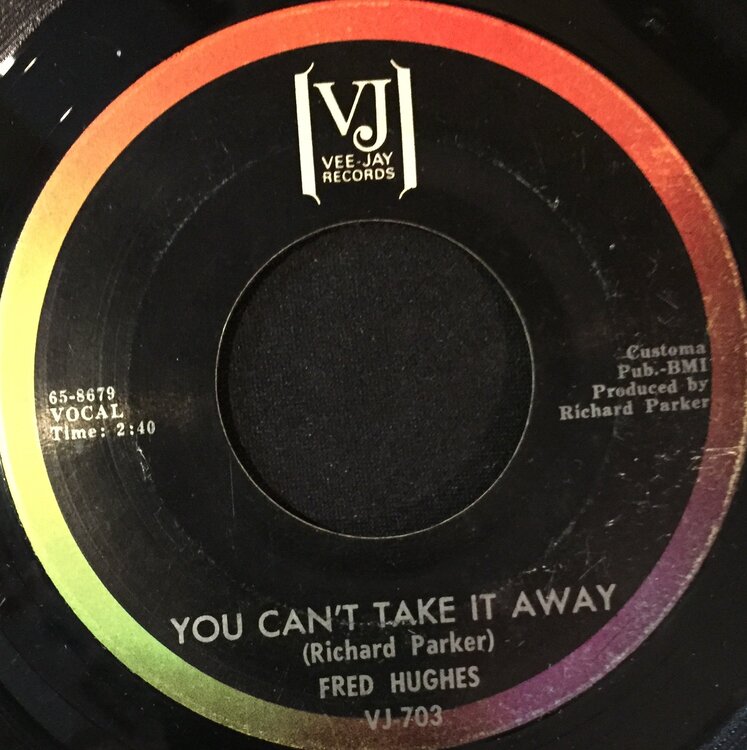 VJ
VEE-JAY
RECORDS
65-8679
VOCAL
Time: 2:40
Customa
Pub.-BMI
Produced by
Richard Parker
YOU CAN'T TAKE IT AWAY
(Richard Parker)
FRED HUGHES
VJ-703